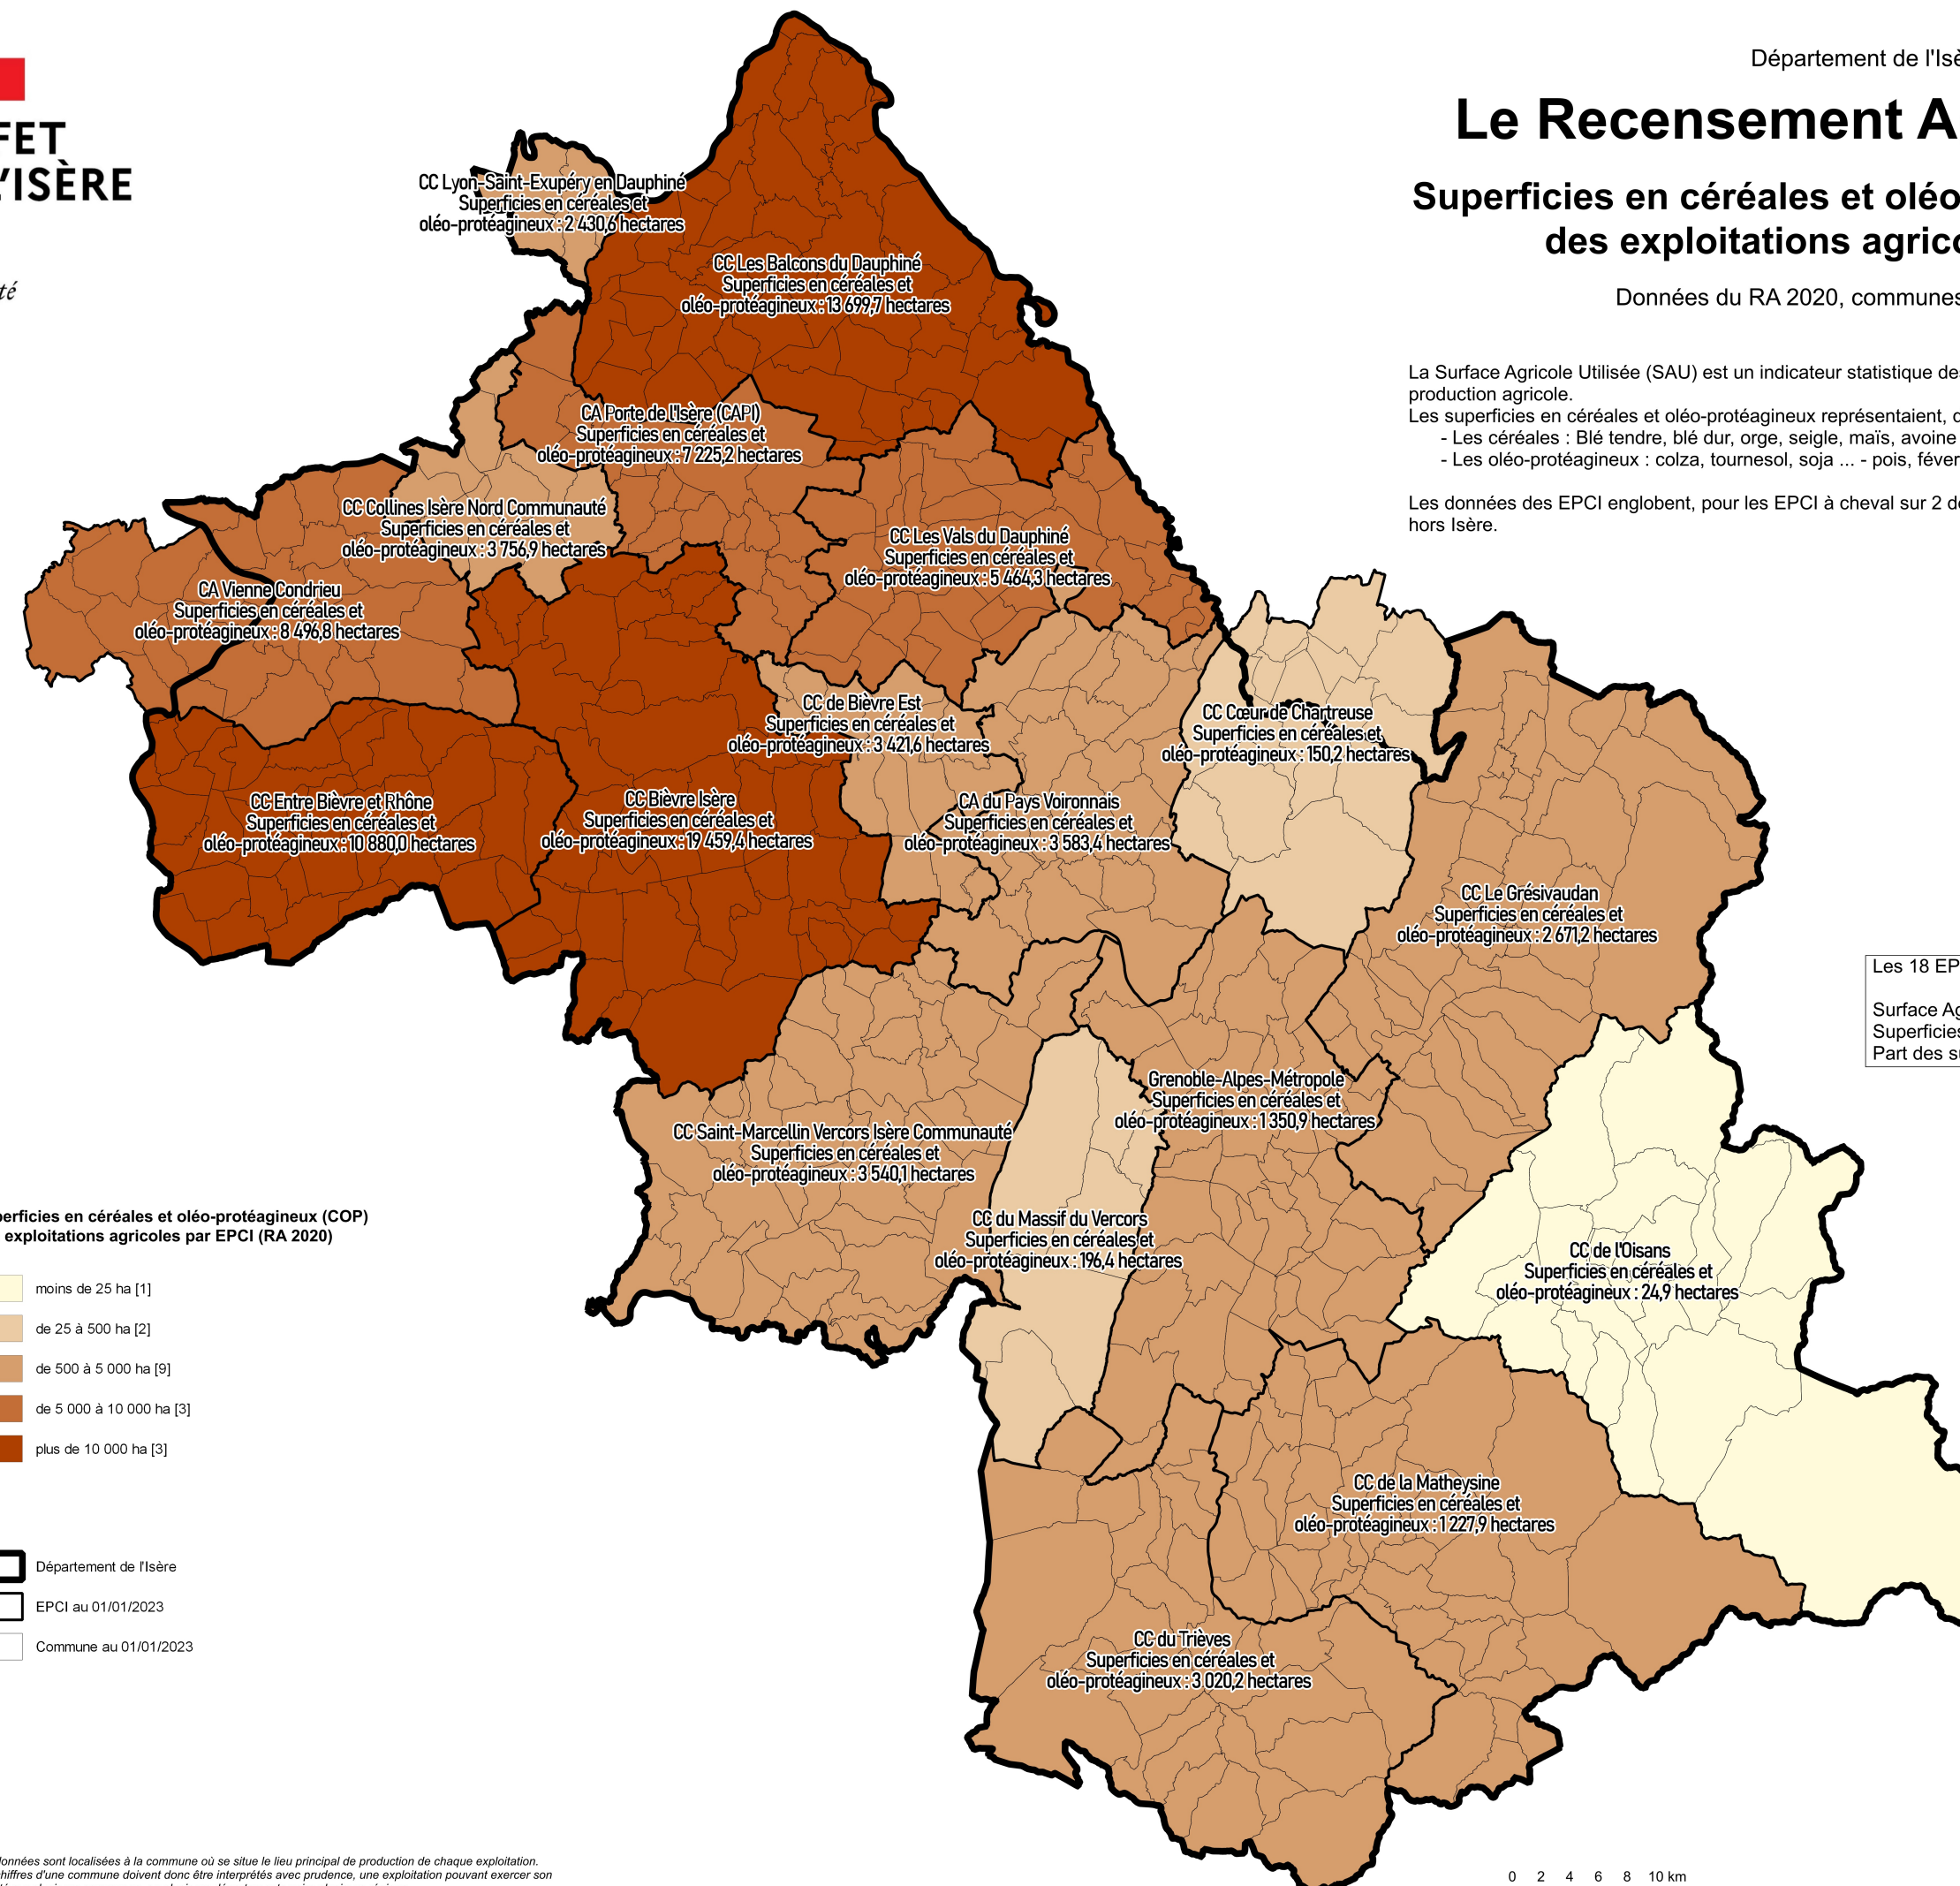 FET
L'ISÈRE
té
Département de l'Isè
Le Recensement A
Superficies en céréales et oléo
des exploitations agrico
Données du RA 2020, communes
La Surface Agricole Utilisée (SAU) est un indicateur statistique de
production agricole.
Les superficies en céréales et oléo-protéagineux représentaient,
- Les céréales : Blé tendre, blé dur, orge, seigle, maïs, avoine
- Les oléo-protéagineux : colza, tournesol, soja ... - pois, féver
Les données des EPCI englobent, pour les EPCI à cheval sur 2 d
hors Isère.
CC Lyon-Saint-Exupéry en Dauphiné
Superficies en céréales et
oléo-protéagineux : 2 430,6 hectares
CC Les Balcons du Dauphiné
Superficies en céréales et
oléo-protéagineux : 13 699,7 hectares
CA Porte de l'Isère (CAPI)
Superficies en céréales et
oléo-protéagineux : 7 225,2 hectares
CC Collines Isère Nord Communauté
Superficies en céréales et
oléo-protéagineux : 3 756,9 hectares
CC Les Vals du Dauphiné
Superficies en céréales et
oléo-protéagineux : 5 464,3 hectares
CA Vienne Condrieu
Superficies en céréales et
oléo-protéagineux : 8 496,8 hectares
CC de Bièvre Est
Superficies en céréales et
oléo-protéagineux : 3 421,6 hectares
CC Cœur de Chartreuse
Superficies en céréales et
oléo-protéagineux : 150,2 hectares
CC Entre Bièvre et Rhône
Superficies en céréales et
oléo-protéagineux : 10 880,0 hectares
CC Bièvre Isère
Superficies en céréales et
oléo-protéagineux : 19 459,4 hectares
CA du Pays Voironnais
Superficies en céréales et
oléo-protéagineux : 3 583,4 hectares
CC Le Grésivaudan
Superficies en céréales et
oléo-protéagineux : 2 671,2 hectares
Les 18 EP
Surface Ag
Superficies
Part des su
Grenoble-Alpes-Métropole
Superficies en céréales et
oléo-protéagineux : 1 350,9 hectares
CC Saint-Marcellin Vercors Isère Communauté
Superficies en céréales et
oléo-protéagineux : 3 540,1 hectares
CC du Massif du Vercors
Superficies en céréales et
oléo-protéagineux : 196,4 hectares
CC de l'Oisans
Superficies en céréales et
oléo-protéagineux : 24,9 hectares
CC de la Matheysine
Superficies en céréales et
oléo-protéagineux : 1 227,9 hectares
CC du Trièves
Superficies en céréales et
oléo-protéagineux : 3 020,2 hectares
perficies en céréales et oléo-protéagineux (COP)
exploitations agricoles par EPCI (RA 2020)
moins de 25 ha [1]
de 25 à 500 ha [2]
de 500 à 5 000 ha [9]
de 5 000 à 10 000 ha [3]
plus de 10 000 ha [3]
Département de l'Isère
EPCI au 01/01/2023
Commune au 01/01/2023
données sont localisées à la commune où se situe le lieu principal de production de chaque exploitation.
hiffres d'une commune doivent donc être interprétés avec prudence, une exploitation pouvant exercer son
0 2 4 6 8 10 km